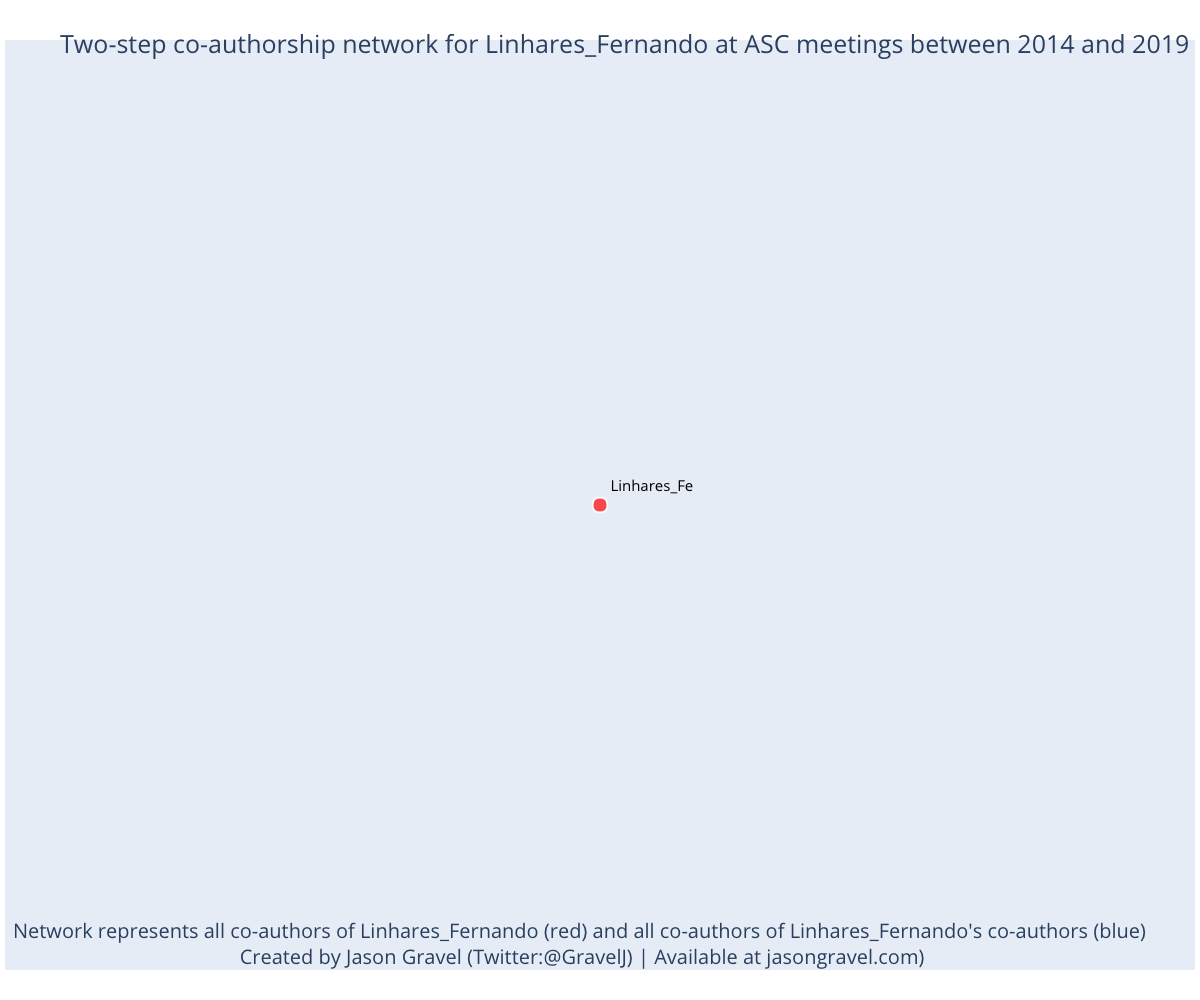 Two-step co-authorship network for Linhares_Fernando at ASC meetings between 2014 and 2019
Linhares_Fe
Network represents all co-authors of Linhares_Fernando (red) and all co-authors of Linhares_Fernando's co-authors (blue)
Created by Jason Gravel (Twitter:@GravelJ) | Available at jasongravel.com)